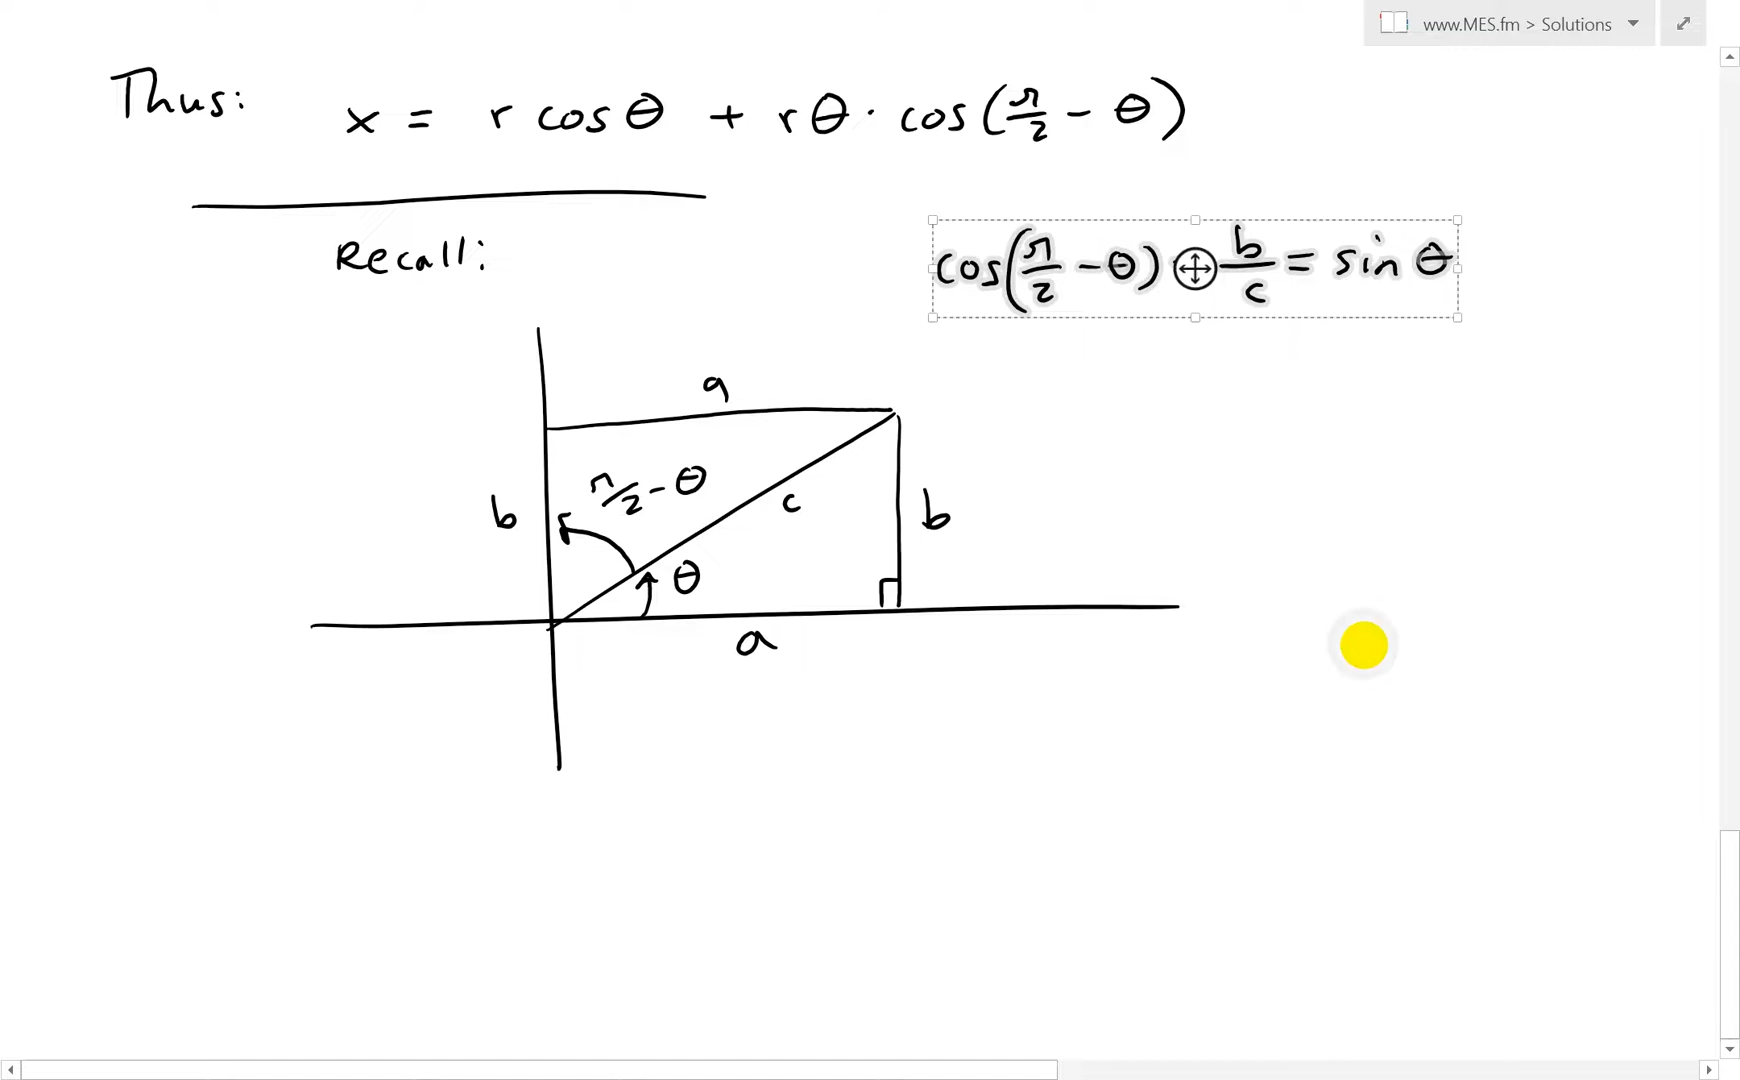 www.MES.fm > Solutions
Thus: x = r cos θ + rθ · cos(π/2 − θ)
Recall:
cos(π/2 − θ) b/c = sin θ
a
π/2 − θ
c
b
b
θ
a